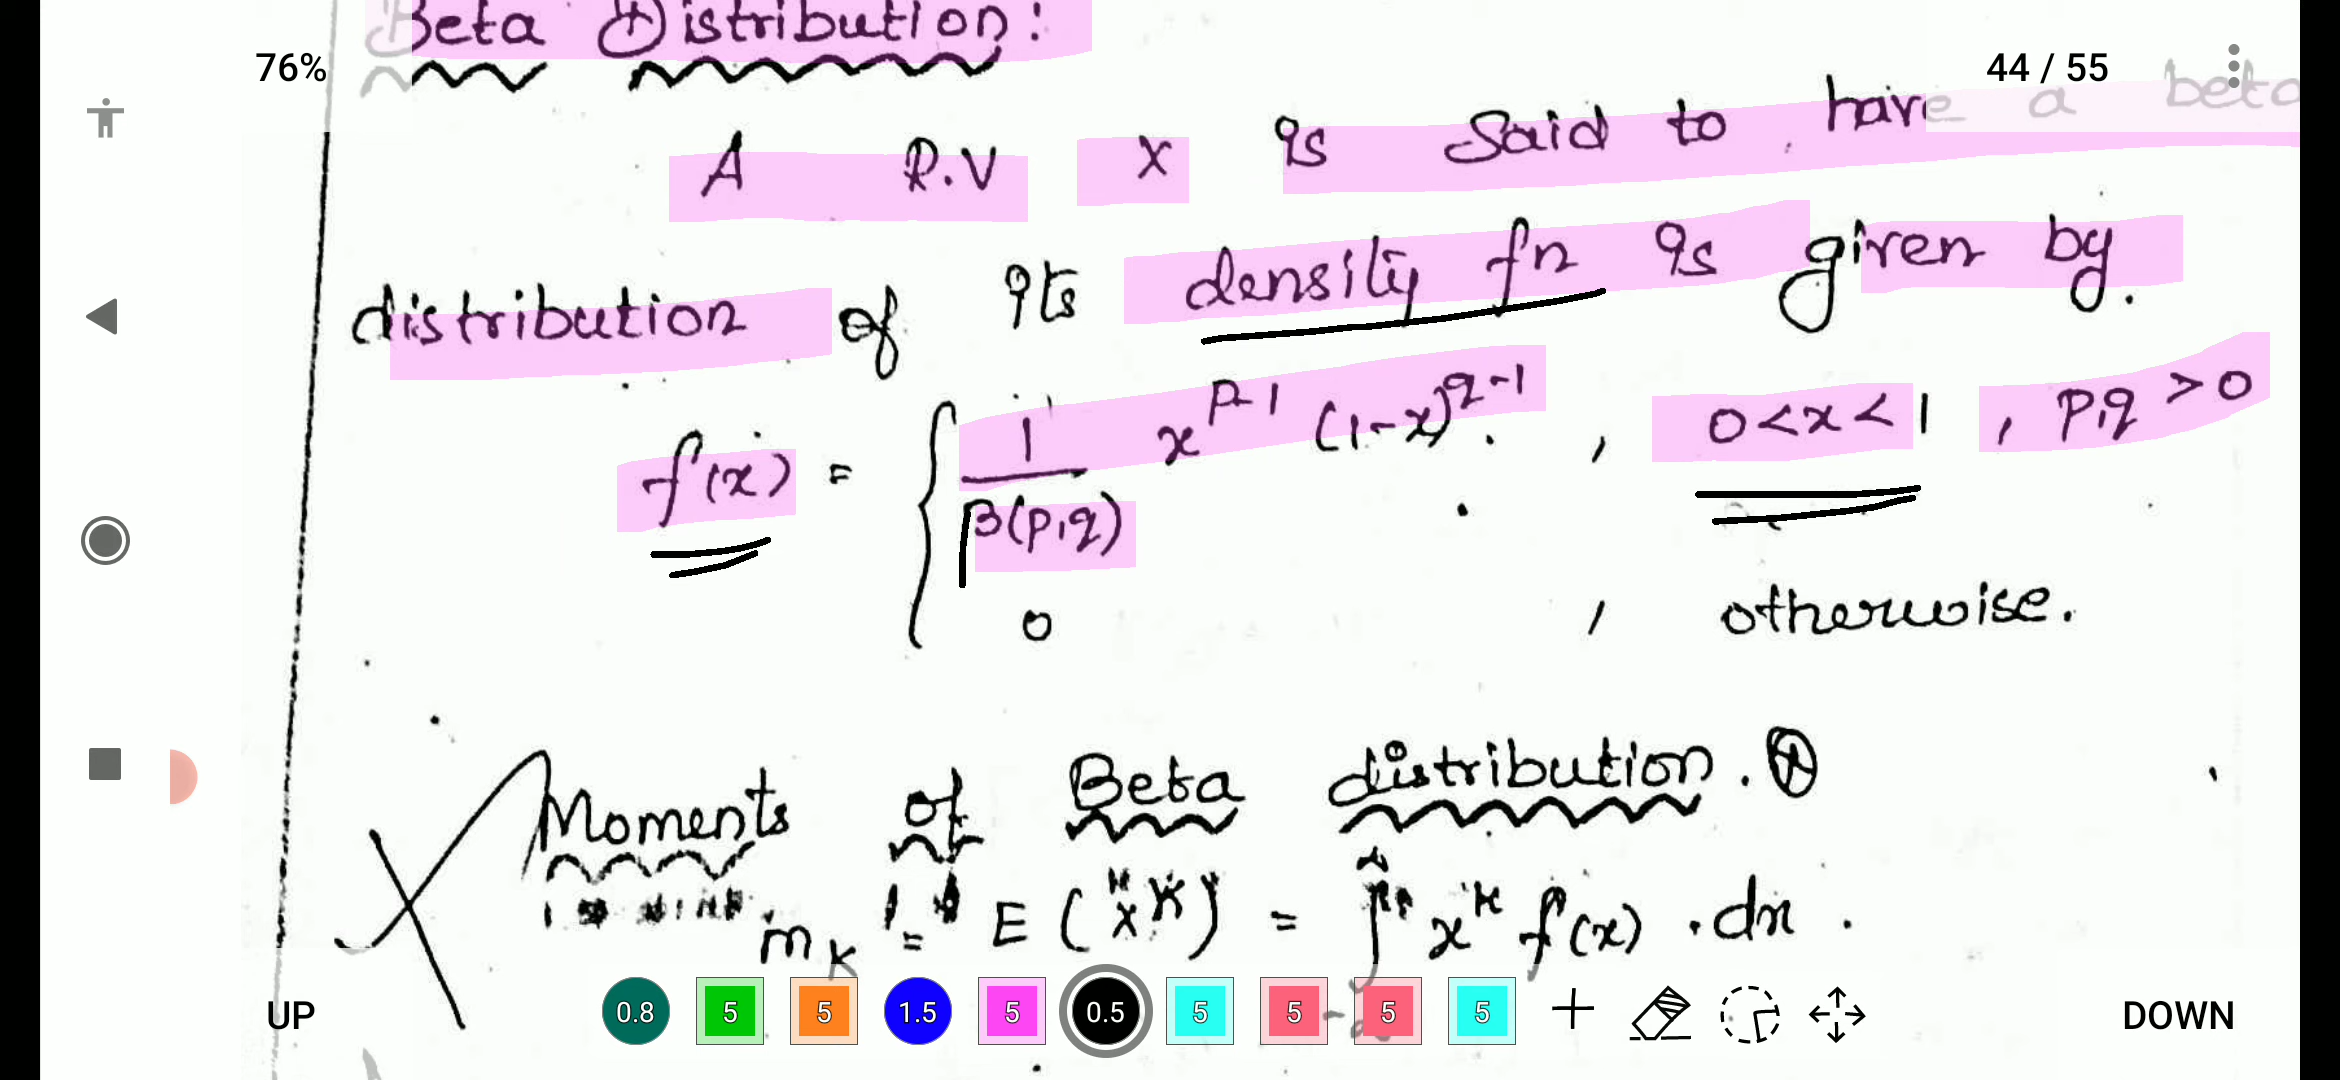 Beta Distribution:
76%
44 / 55
A R.V X is said to have a beta
distribution of its density fn is given by.
f(x) = { 1/β(p,q) x^{p-1} (1-x)^{q-1} , 0<x<1 , p,q >0
0 , otherwise.
Moments of Beta distribution.
m_k' = E(x^k) = ∫ x^k f(x) . dx .
UP 0.8 5 5 1.5 5 0.5 5 5 5 5 DOWN